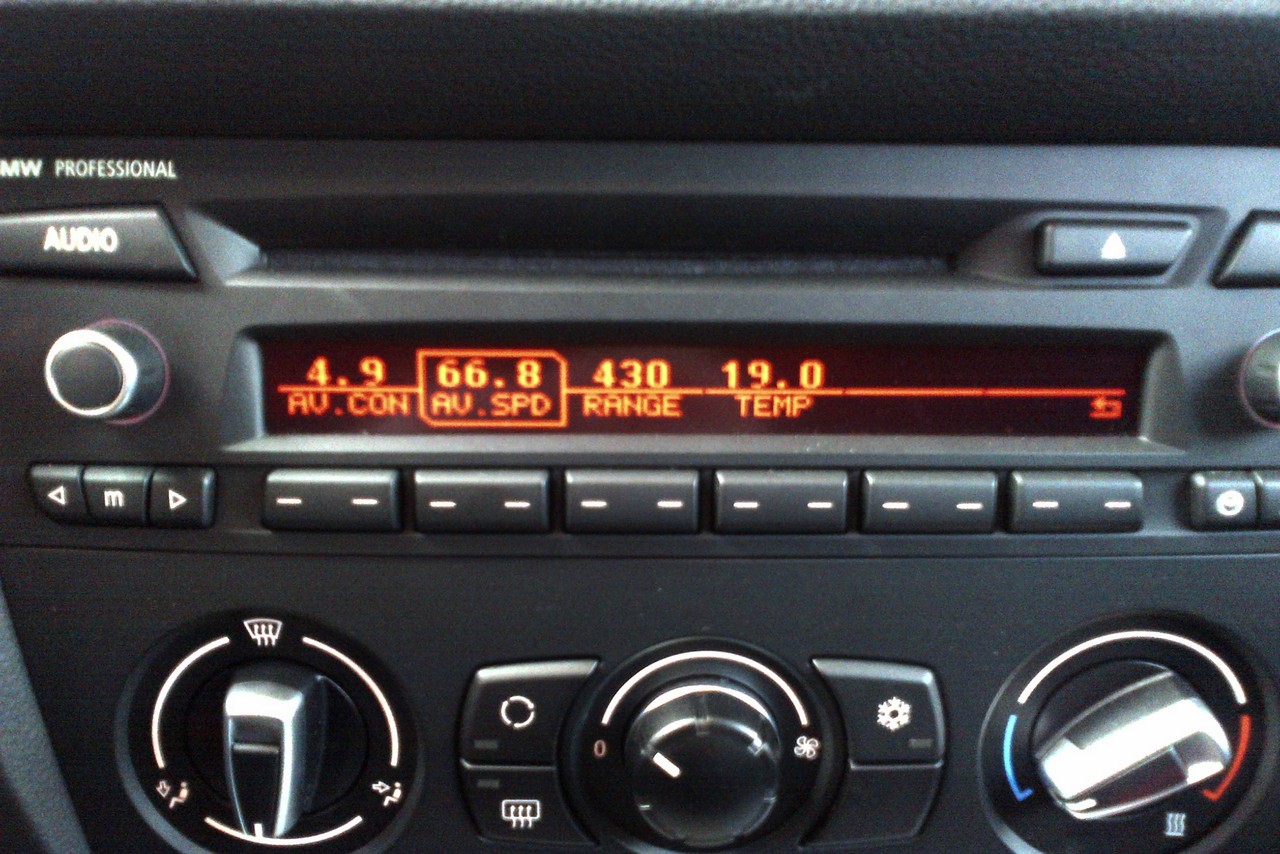 MW PROFESSIONAL
AUDIO
4.9 66.8 430 19.0
AV.CON AV.SPD RANGE TEMP
m
0